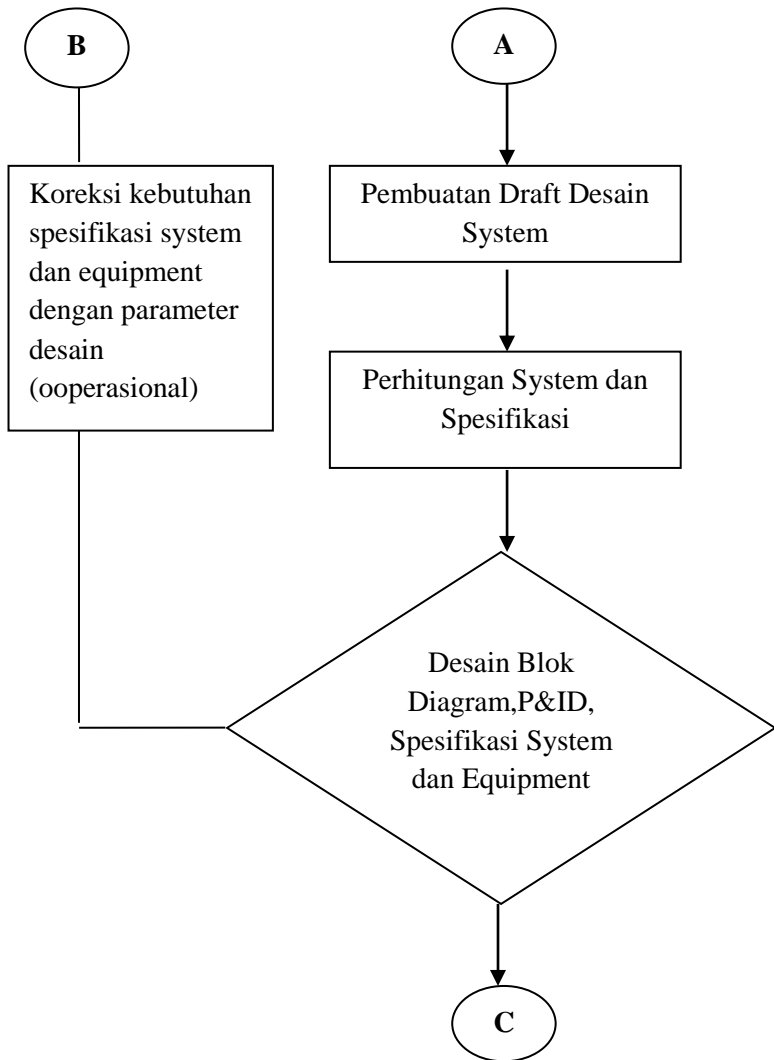 B
A
Koreksi kebutuhan
spesifikasi system
dan equipment
dengan parameter
desain
(ooperasional)
Pembuatan Draft Desain
System
Perhitungan System dan
Spesifikasi
Desain Blok
Diagram,P&ID,
Spesifikasi System
dan Equipment
C